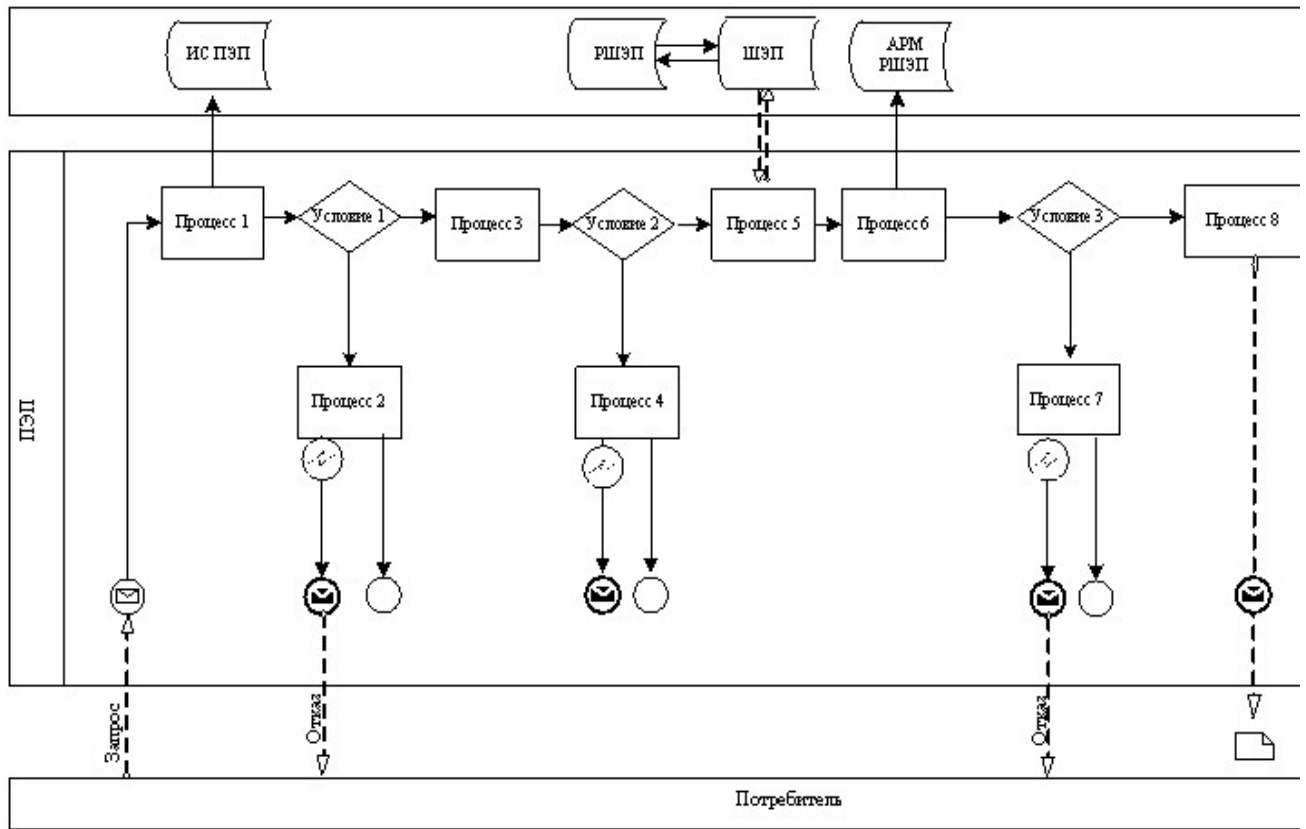 ИС ПЭП
РШЭП
ШЭП
АРМ
РШЭП
Процесс 1
Условие 1
Процесс 3
Условие 2
Процесс 5
Процесс 6
Условие 3
Процесс 8
Процесс 2
Процесс 4
Процесс 7
ПЭП
Запрос
Отказ
Отказ
Потребитель